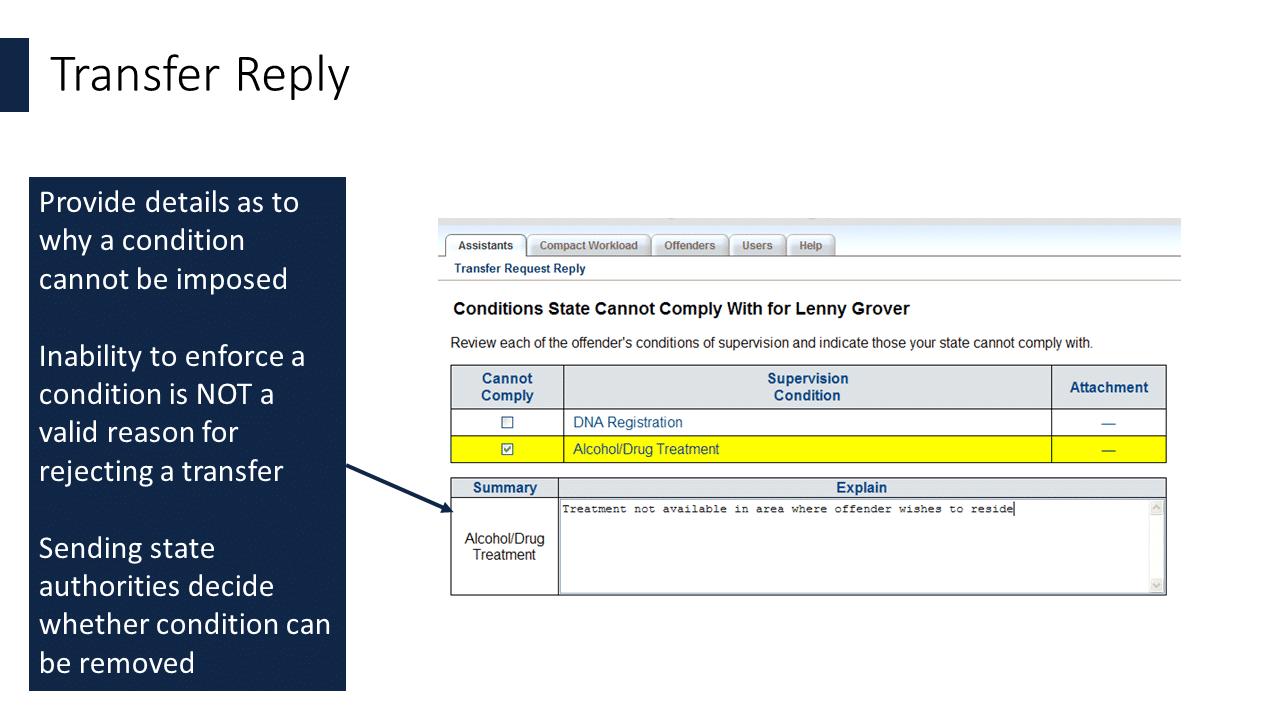 Transfer Reply
Provide details as to
why a condition
cannot be imposed
Inability to enforce a
condition is NOT a
valid reason for
rejecting a transfer
Sending state
authorities decide
whether condition can
be removed
Assistants Compact Workload Offenders Users Help
Transfer Request Reply
Conditions State Cannot Comply With for Lenny Grover
Review each of the offender's conditions of supervision and indicate those your state cannot comply with.
Cannot Comply Supervision Condition Attachment
DNA Registration —
Alcohol/Drug Treatment —
Summary Explain
Alcohol/Drug
Treatment
Treatment not available in area where offender wishes to reside